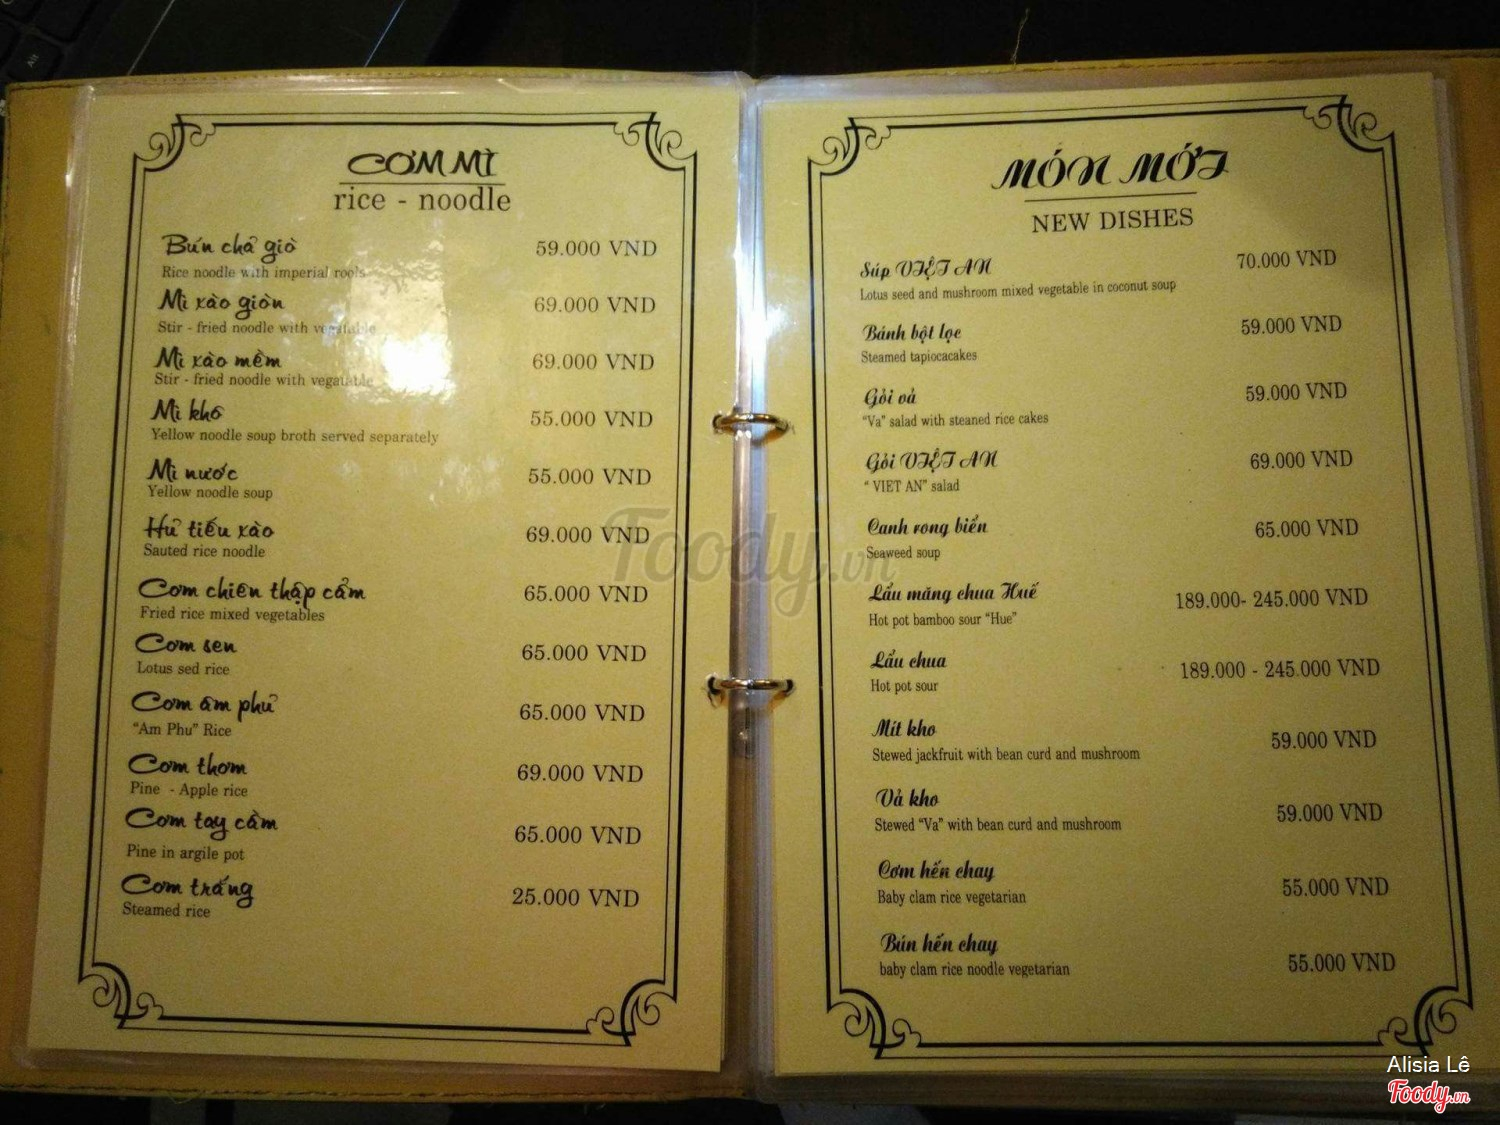 CƠM MÌ
rice - noodle
Bún chả giò
59.000 VND
Rice noodle with imperial rools
Mì xào giòn
69.000 VND
Stir - fried noodle with vegatable
Mì xào mềm
69.000 VND
Stir - fried noodle with vegatable
Mì khô
55.000 VND
Yellow noodle soup broth served separately
Mì nước
55.000 VND
Yellow noodle soup
Hủ tiếu xào
69.000 VND
Sauted rice noodle
Cơm chiên thập cẩm
65.000 VND
Fried rice mixed vegetables
Cơm sen
65.000 VND
Lotus sed rice
Cơm âm phủ
65.000 VND
"Am Phu" Rice
Cơm thơm
69.000 VND
Pine - Apple rice
Cơm tay cầm
65.000 VND
Pine in argile pot
Cơm trắng
25.000 VND
Steamed rice
MÓN MỚI
NEW DISHES
Súp VIỆT AN
70.000 VND
Lotus seed and mushroom mixed vegetable in coconut soup
Bánh bột lọc
59.000 VND
Steamed tapiocacakes
Gỏi vả
59.000 VND
"Va" salad with steaned rice cakes
Gỏi VIỆT AN
69.000 VND
" VIET AN" salad
Canh rong biển
65.000 VND
Seaweed soup
Lẩu măng chua Huế
189.000- 245.000 VND
Hot pot bamboo sour "Hue"
Lẩu chua
189.000 - 245.000 VND
Hot pot sour
Mít kho
59.000 VND
Stewed jackfruit with bean curd and mushroom
Vả kho
59.000 VND
Stewed "Va" with bean curd and mushroom
Cơm hến chay
55.000 VND
Baby clam rice vegetarian
Bún hến chay
55.000 VND
baby clam rice noodle vegetarian
Foody.vn
Alisia Lê
Foody.vn